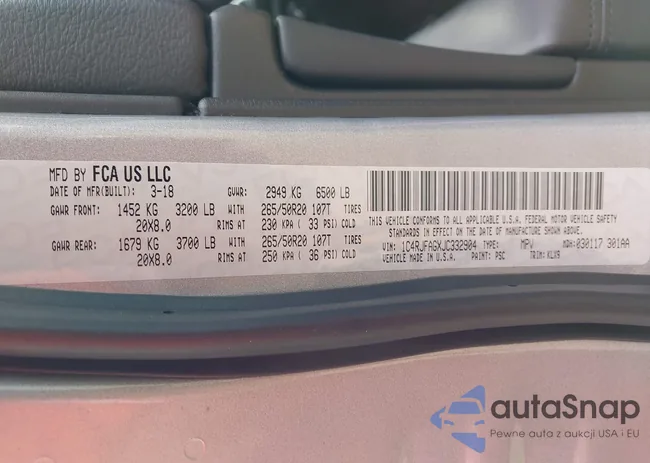 MFD BY FCA US LLC
DATE OF MFR(BUILT): 3-18 GVWR: 2949 KG 6500 LB
GAWR FRONT: 1452 KG 3200 LB WITH 265/50R20 107T TIRES
20X8.0 RIMS AT 230 KPA ( 33 PSI) COLD
GAWR REAR: 1679 KG 3700 LB WITH 265/50R20 107T TIRES
20X8.0 RIMS AT 250 KPA ( 36 PSI) COLD
THIS VEHICLE CONFORMS TO ALL APPLICABLE U.S.A. FEDERAL MOTOR VEHICLE SAFETY
STANDARDS IN EFFECT ON THE DATE OF MANUFACTURE SHOWN ABOVE.
VIN: 1C4RJFAGXJC332904 TYPE: MPV MDH: 030117 301AA
VEHICLE MADE IN U.S.A. PAINT: PSC TRIM: KLX9
autaSnap
Pewne auta z aukcji USA i EU